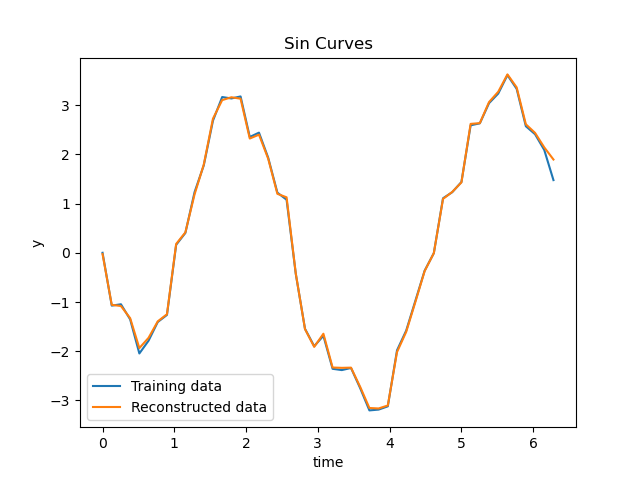 Sin Curves
3
2
1
0
−1
−2
−3
y
Training data
Reconstructed data
0
1
2
3
4
5
6
time